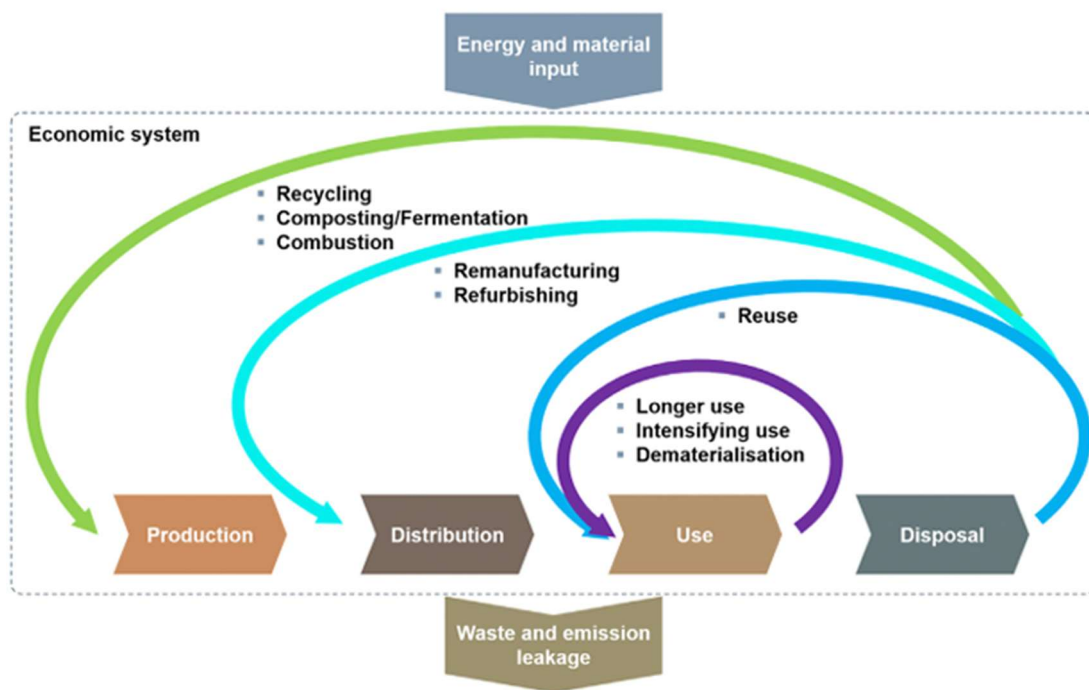 Energy and material
input
Economic system
▪ Recycling
▪ Composting/Fermentation
▪ Combustion
▪ Remanufacturing
▪ Refurbishing
▪ Reuse
▪ Longer use
▪ Intensifying use
▪ Dematerialisation
Production
Distribution
Use
Disposal
Waste and emission
leakage